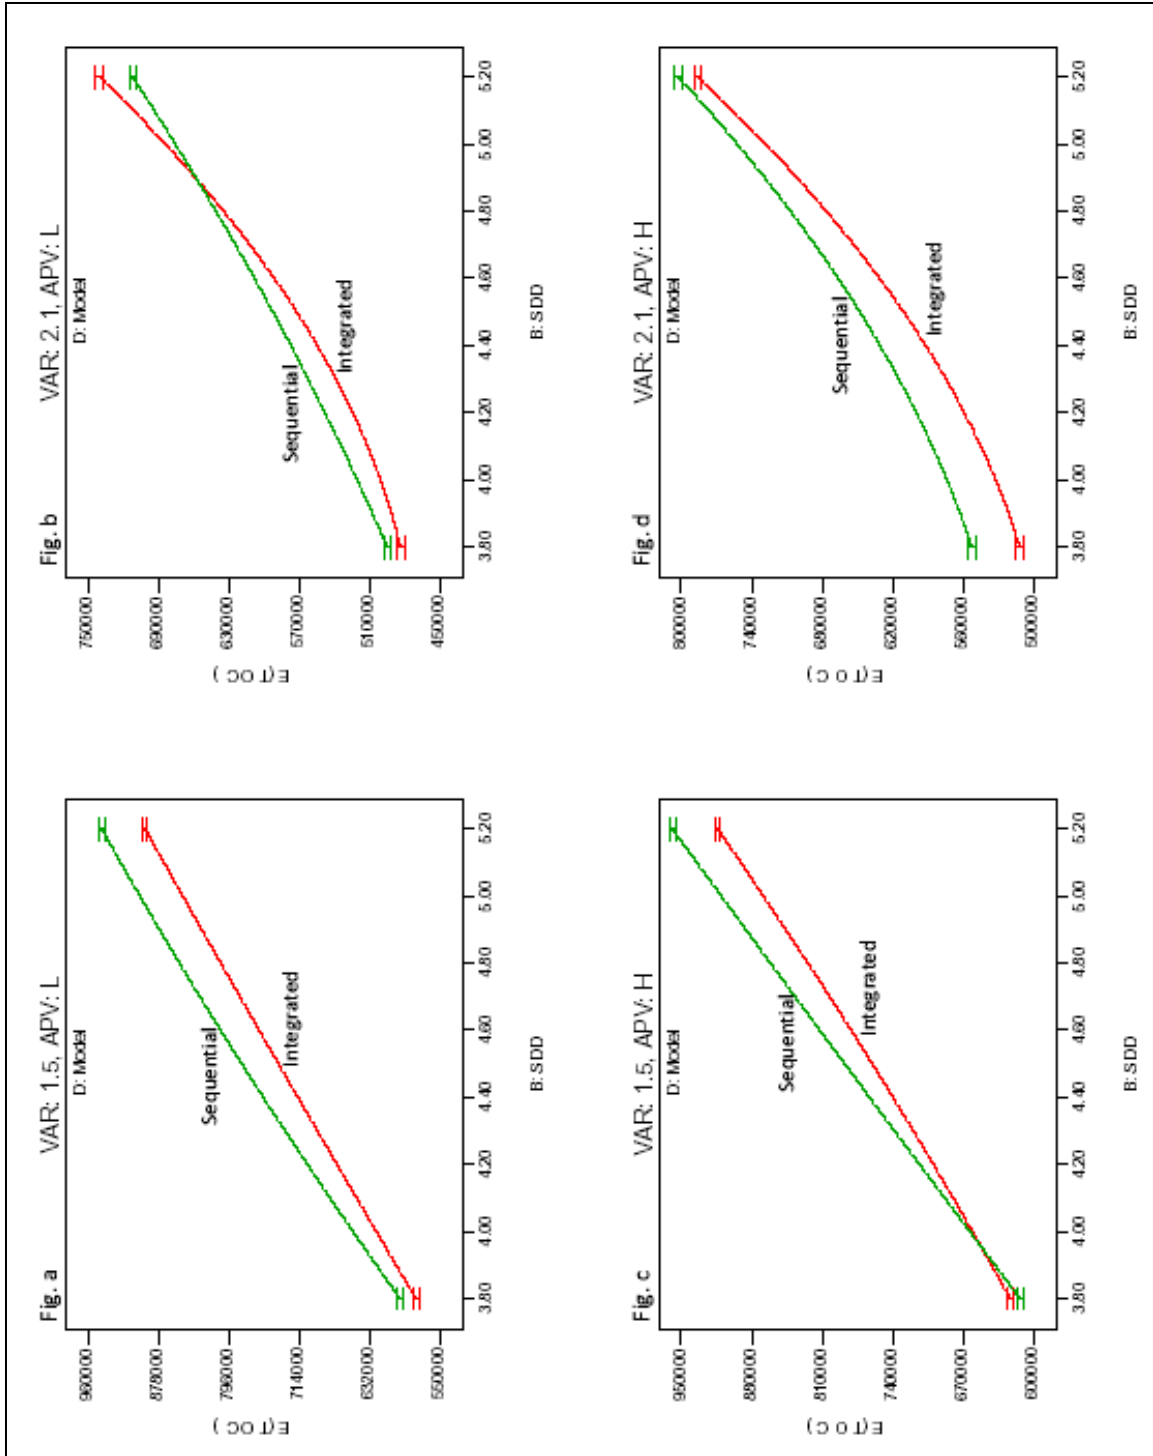 Fig. a
VAR: 1.5, APV: L
D: Model
960000
878000
796000
714000
632000
550000
E(TOC)
Sequential
Integrated
3.80 4.00 4.20 4.40 4.60 4.80 5.00 5.20
B: SDD
Fig. b
VAR: 2.1, APV: L
D: Model
750000
690000
630000
570000
510000
450000
E(TOC)
Sequential
Integrated
3.80 4.00 4.20 4.40 4.60 4.80 5.00 5.20
B: SDD
Fig. c
VAR: 1.5, APV: H
D: Model
950000
880000
810000
740000
670000
600000
E(TOC)
Sequential
Integrated
3.80 4.00 4.20 4.40 4.60 4.80 5.00 5.20
B: SDD
Fig. d
VAR: 2.1, APV: H
D: Model
800000
740000
680000
620000
560000
500000
E(TOC)
Sequential
Integrated
3.80 4.00 4.20 4.40 4.60 4.80 5.00 5.20
B: SDD